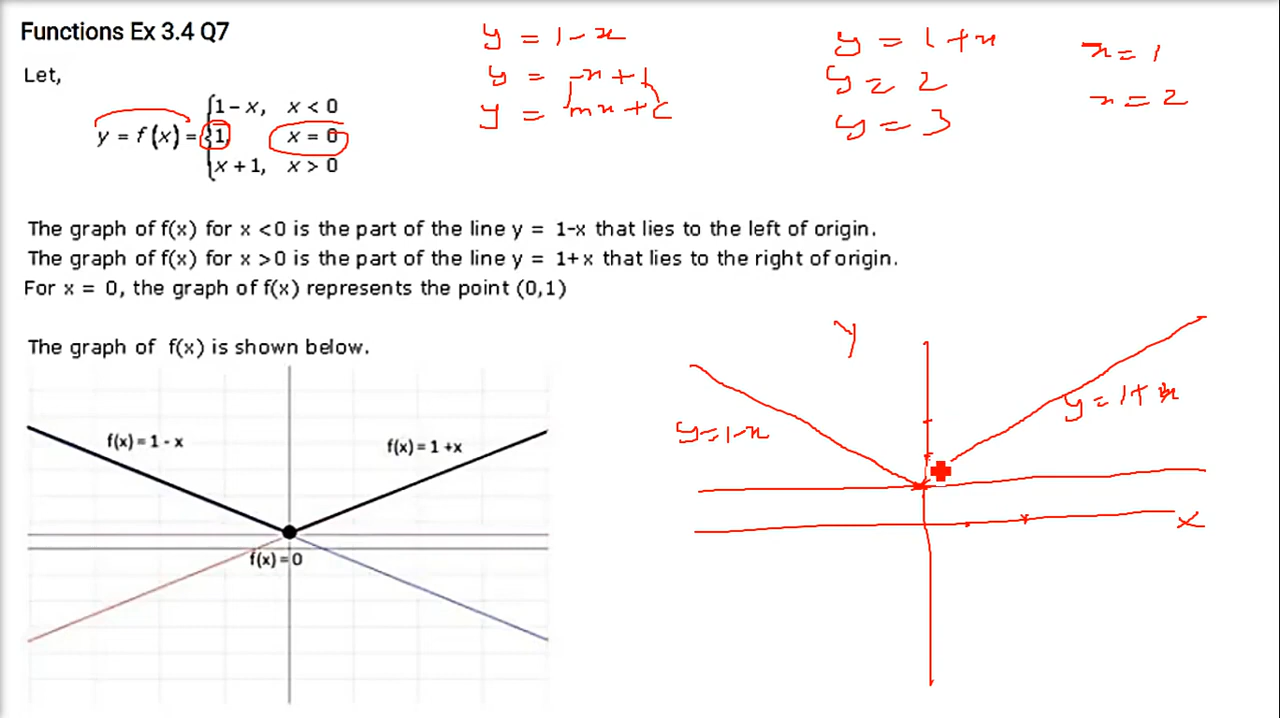 Functions Ex 3.4 Q7
Let,
y = f(x) = {1 - x, x < 0
1, x = 0
x + 1, x > 0
y = 1 - x
y = -x + 1
y = mx + c
y = 1 + x
y = 2
y = 3
x = 1
x = 2
The graph of f(x) for x <0 is the part of the line y = 1-x that lies to the left of origin.
The graph of f(x) for x >0 is the part of the line y = 1+x that lies to the right of origin.
For x = 0, the graph of f(x) represents the point (0,1)
The graph of f(x) is shown below.
f(x) = 1 - x
f(x) = 1 +x
f(x) = 0
y
y = 1 - x
y = 1 + x
x